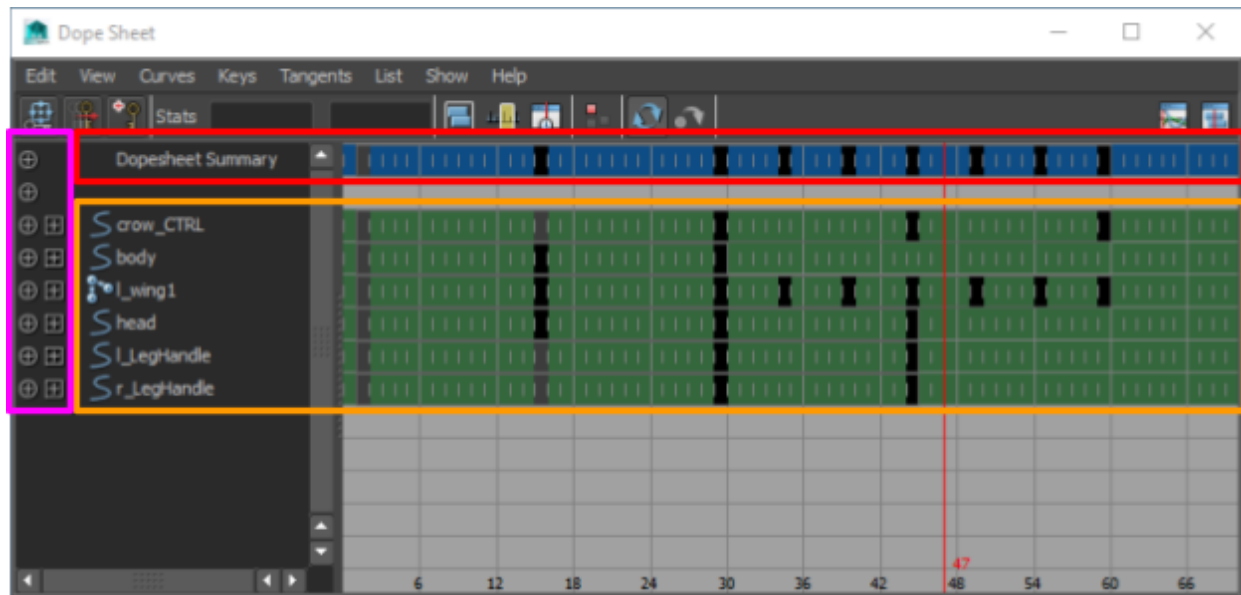 Dope Sheet
Edit View Curves Keys Tangents List Show Help
Stats
Dopesheet Summary
crow_CTRL
body
l_wing1
head
l_LegHandle
r_LegHandle
47
6 12 18 24 30 36 42 48 54 60 66